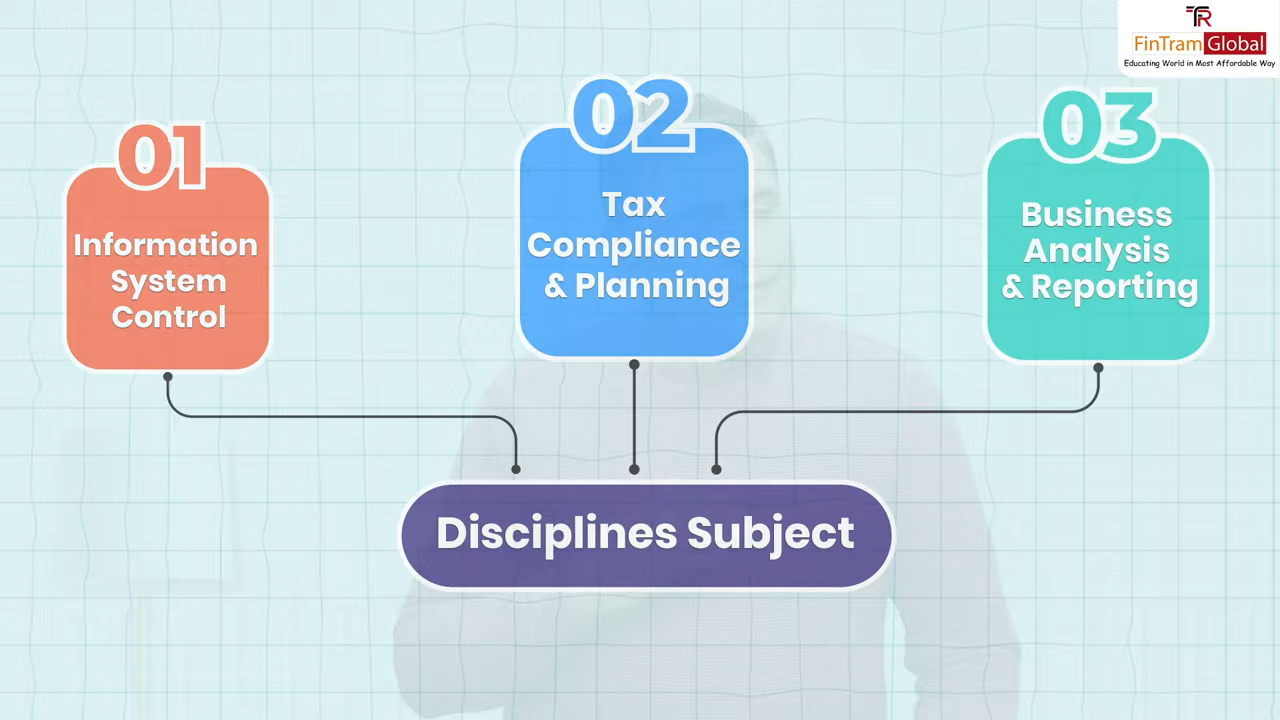 TFR
FinTram Global
Educating World in Most Affordable Way
01
Information
System
Control
02
Tax
Compliance
& Planning
03
Business
Analysis
& Reporting
Disciplines Subject